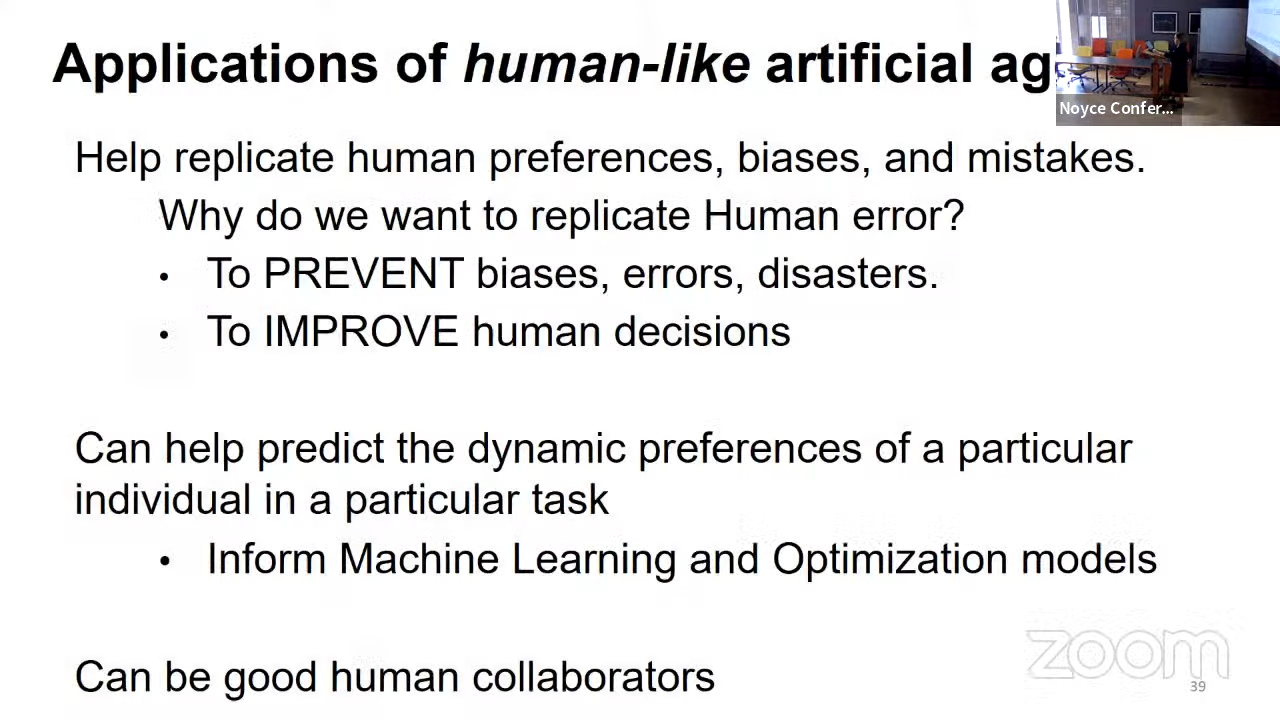 Applications of human-like artificial ag
Noyce Confer...
Help replicate human preferences, biases, and mistakes.
Why do we want to replicate Human error?
• To PREVENT biases, errors, disasters.
• To IMPROVE human decisions
Can help predict the dynamic preferences of a particular
individual in a particular task
• Inform Machine Learning and Optimization models
Can be good human collaborators
zoom
39